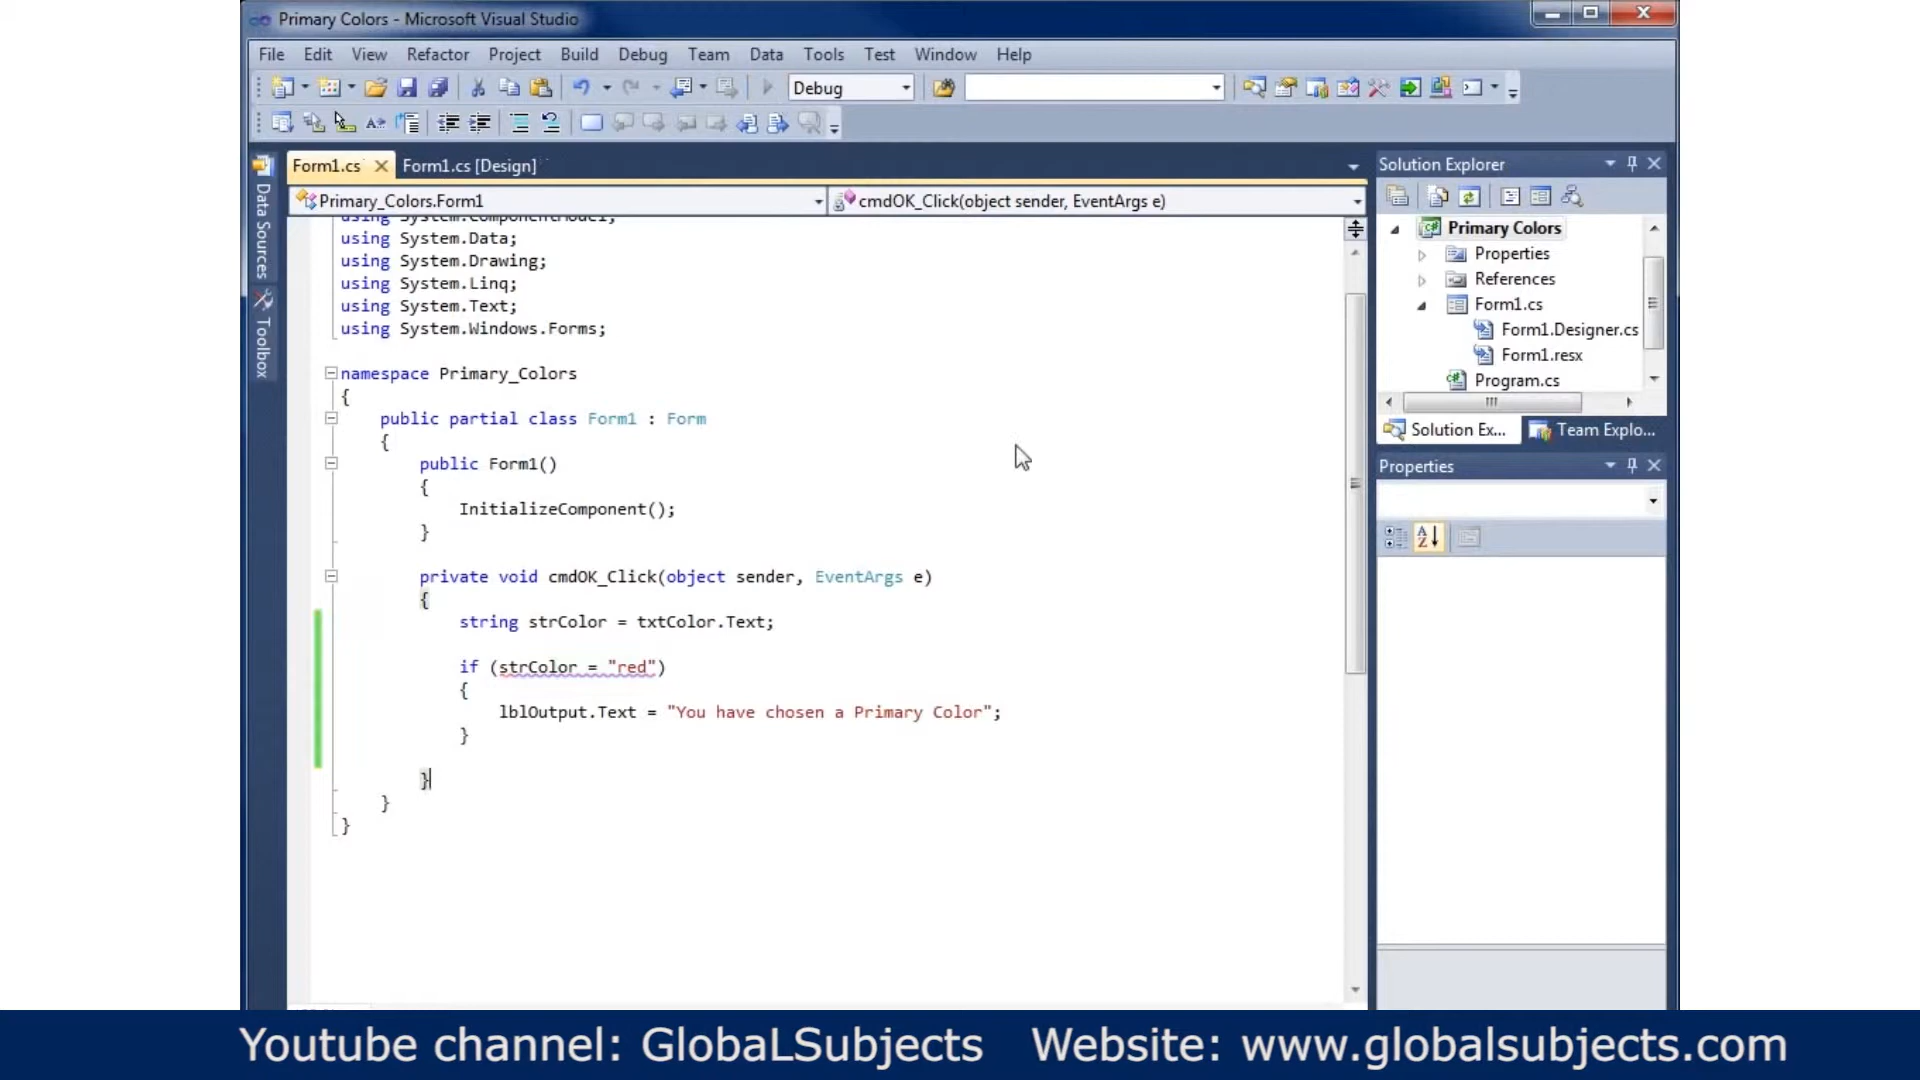 Primary Colors - Microsoft Visual Studio
File Edit View Refactor Project Build Debug Team Data Tools Test Window Help
Debug
Form1.cs Form1.cs [Design]
Primary_Colors.Form1 cmdOK_Click(object sender, EventArgs e)
Data Sources
Toolbox
using System.ComponentModel;
using System.Data;
using System.Drawing;
using System.Linq;
using System.Text;
using System.Windows.Forms;
namespace Primary_Colors
{
public partial class Form1 : Form
{
public Form1()
{
InitializeComponent();
}
private void cmdOK_Click(object sender, EventArgs e)
{
string strColor = txtColor.Text;
if (strColor = "red")
{
lblOutput.Text = "You have chosen a Primary Color";
}
}
}
}
Solution Explorer
Primary Colors
Properties
References
Form1.cs
Form1.Designer.cs
Form1.resx
Program.cs
Solution Ex... Team Explo...
Properties
Youtube channel: GlobaLSubjects Website: www.globalsubjects.com